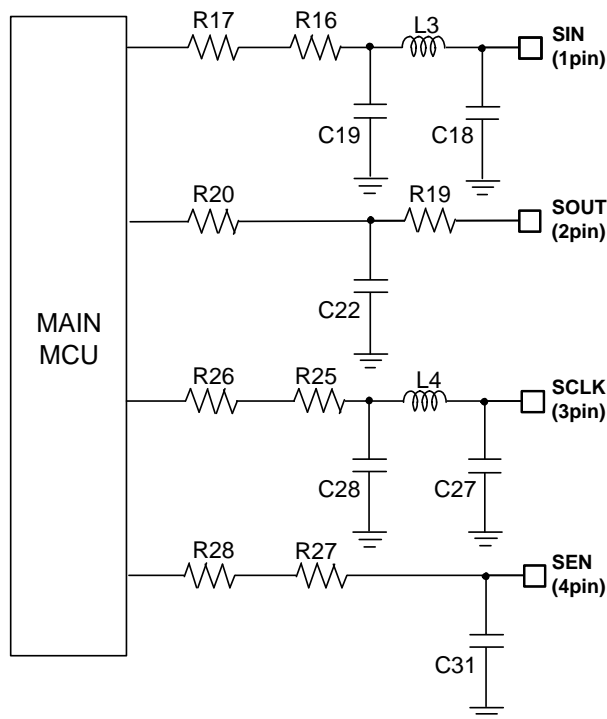 R17
R16
L3
SIN
(1pin)
C19
C18
R20
R19
SOUT
(2pin)
C22
MAIN
MCU
R26
R25
L4
SCLK
(3pin)
C28
C27
R28
R27
SEN
(4pin)
C31